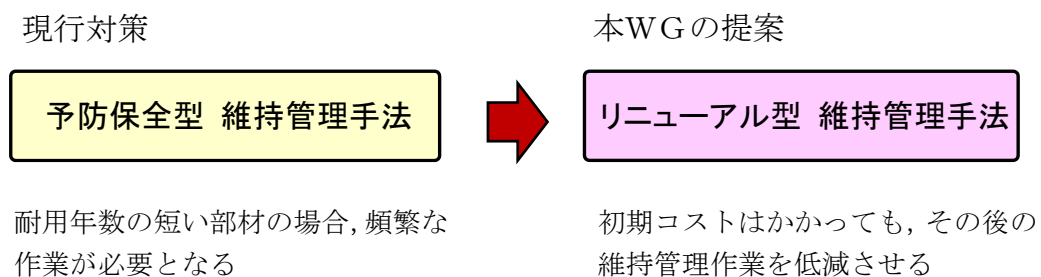 現行対策
本WGの提案
予防保全型 維持管理手法
リニューアル型 維持管理手法
耐用年数の短い部材の場合,頻繁な
作業が必要となる
初期コストはかかっても,その後の
維持管理作業を低減させる